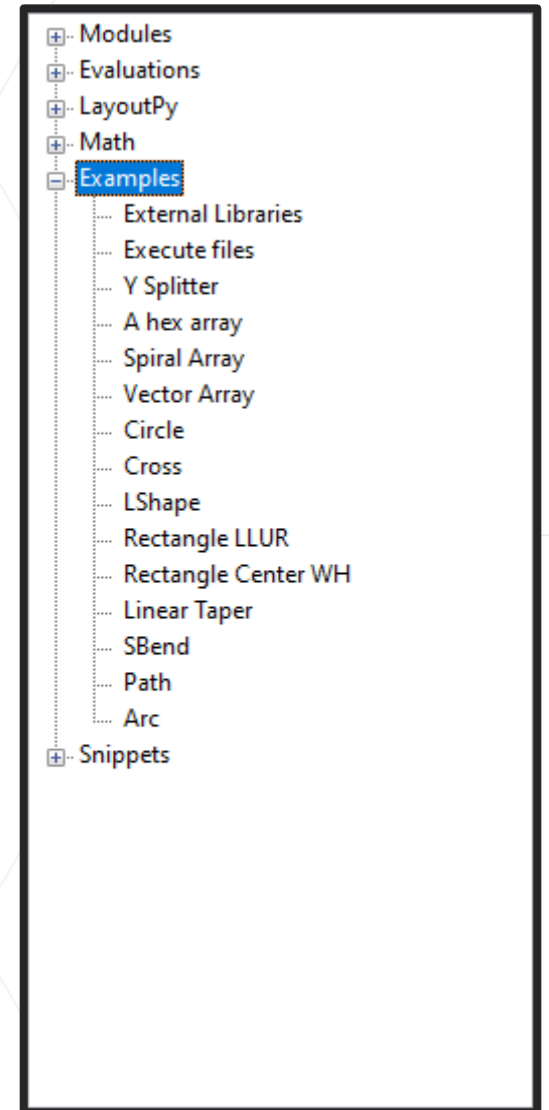 Modules
Evaluations
LayoutPy
Math
Examples
External Libraries
Execute files
Y Splitter
A hex array
Spiral Array
Vector Array
Circle
Cross
LShape
Rectangle LLUR
Rectangle Center WH
Linear Taper
SBend
Path
Arc
Snippets